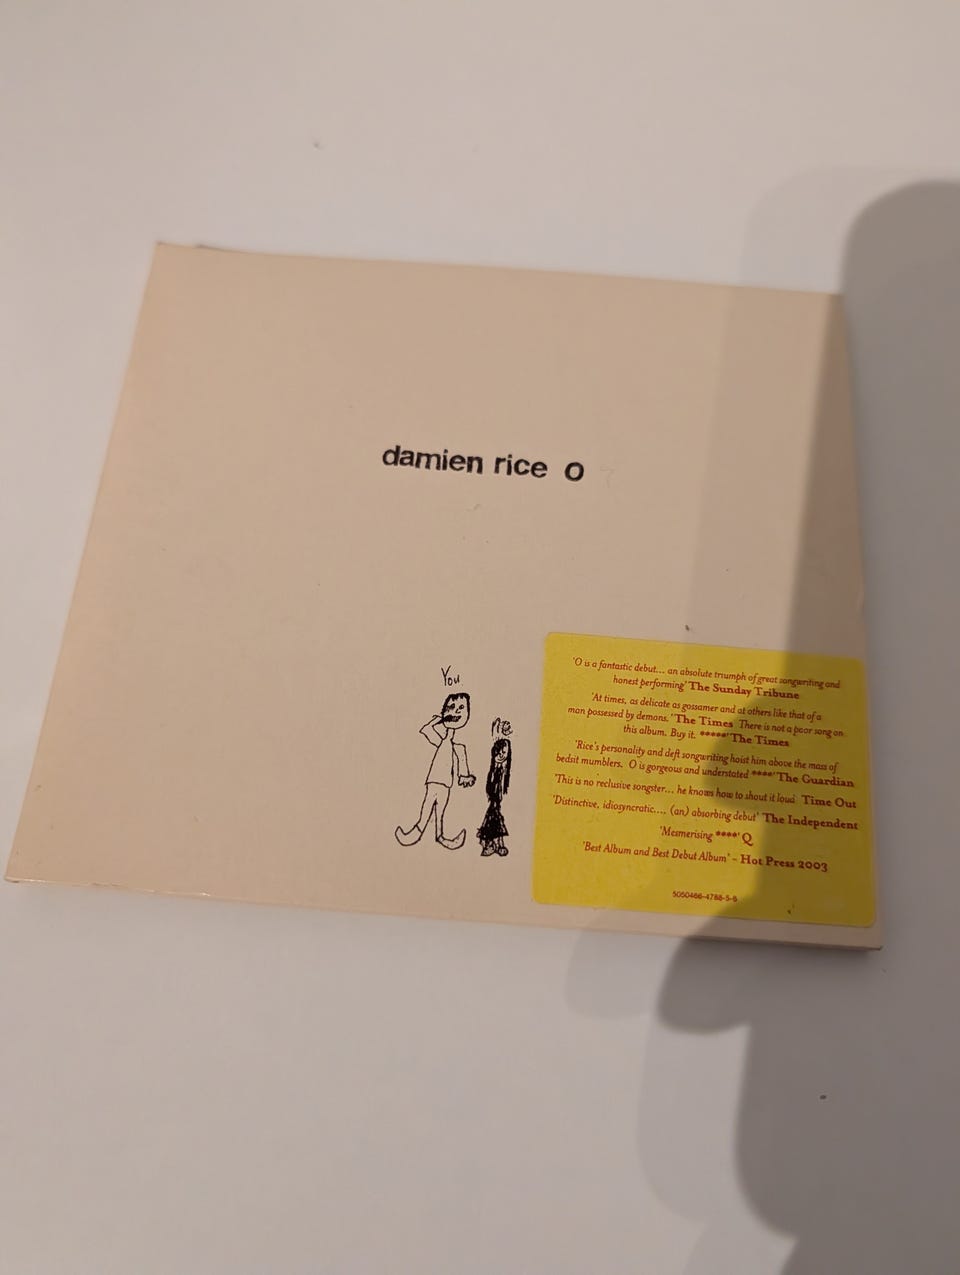 damien rice O
You
me
'O is a fantastic debut... an absolute triumph of great songwriting and
honest performing' The Sunday Tribune
'At times, as delicate as gossamer and at others like that of a
man possessed by demons.' The Times There is not a poor song on
this album. Buy it. *****' The Times
'Rice's personality and deft songwriting hoist him above the mass of
bedsit mumblers. O is gorgeous and understated ****' The Guardian
'This is no reclusive songster... he knows how to shout it loud' Time Out
'Distinctive, idiosyncratic.... (an) absorbing debut' The Independent
'Mesmerising ****' Q
'Best Album and Best Debut Album' - Hot Press 2003
5050466-4788-5-6